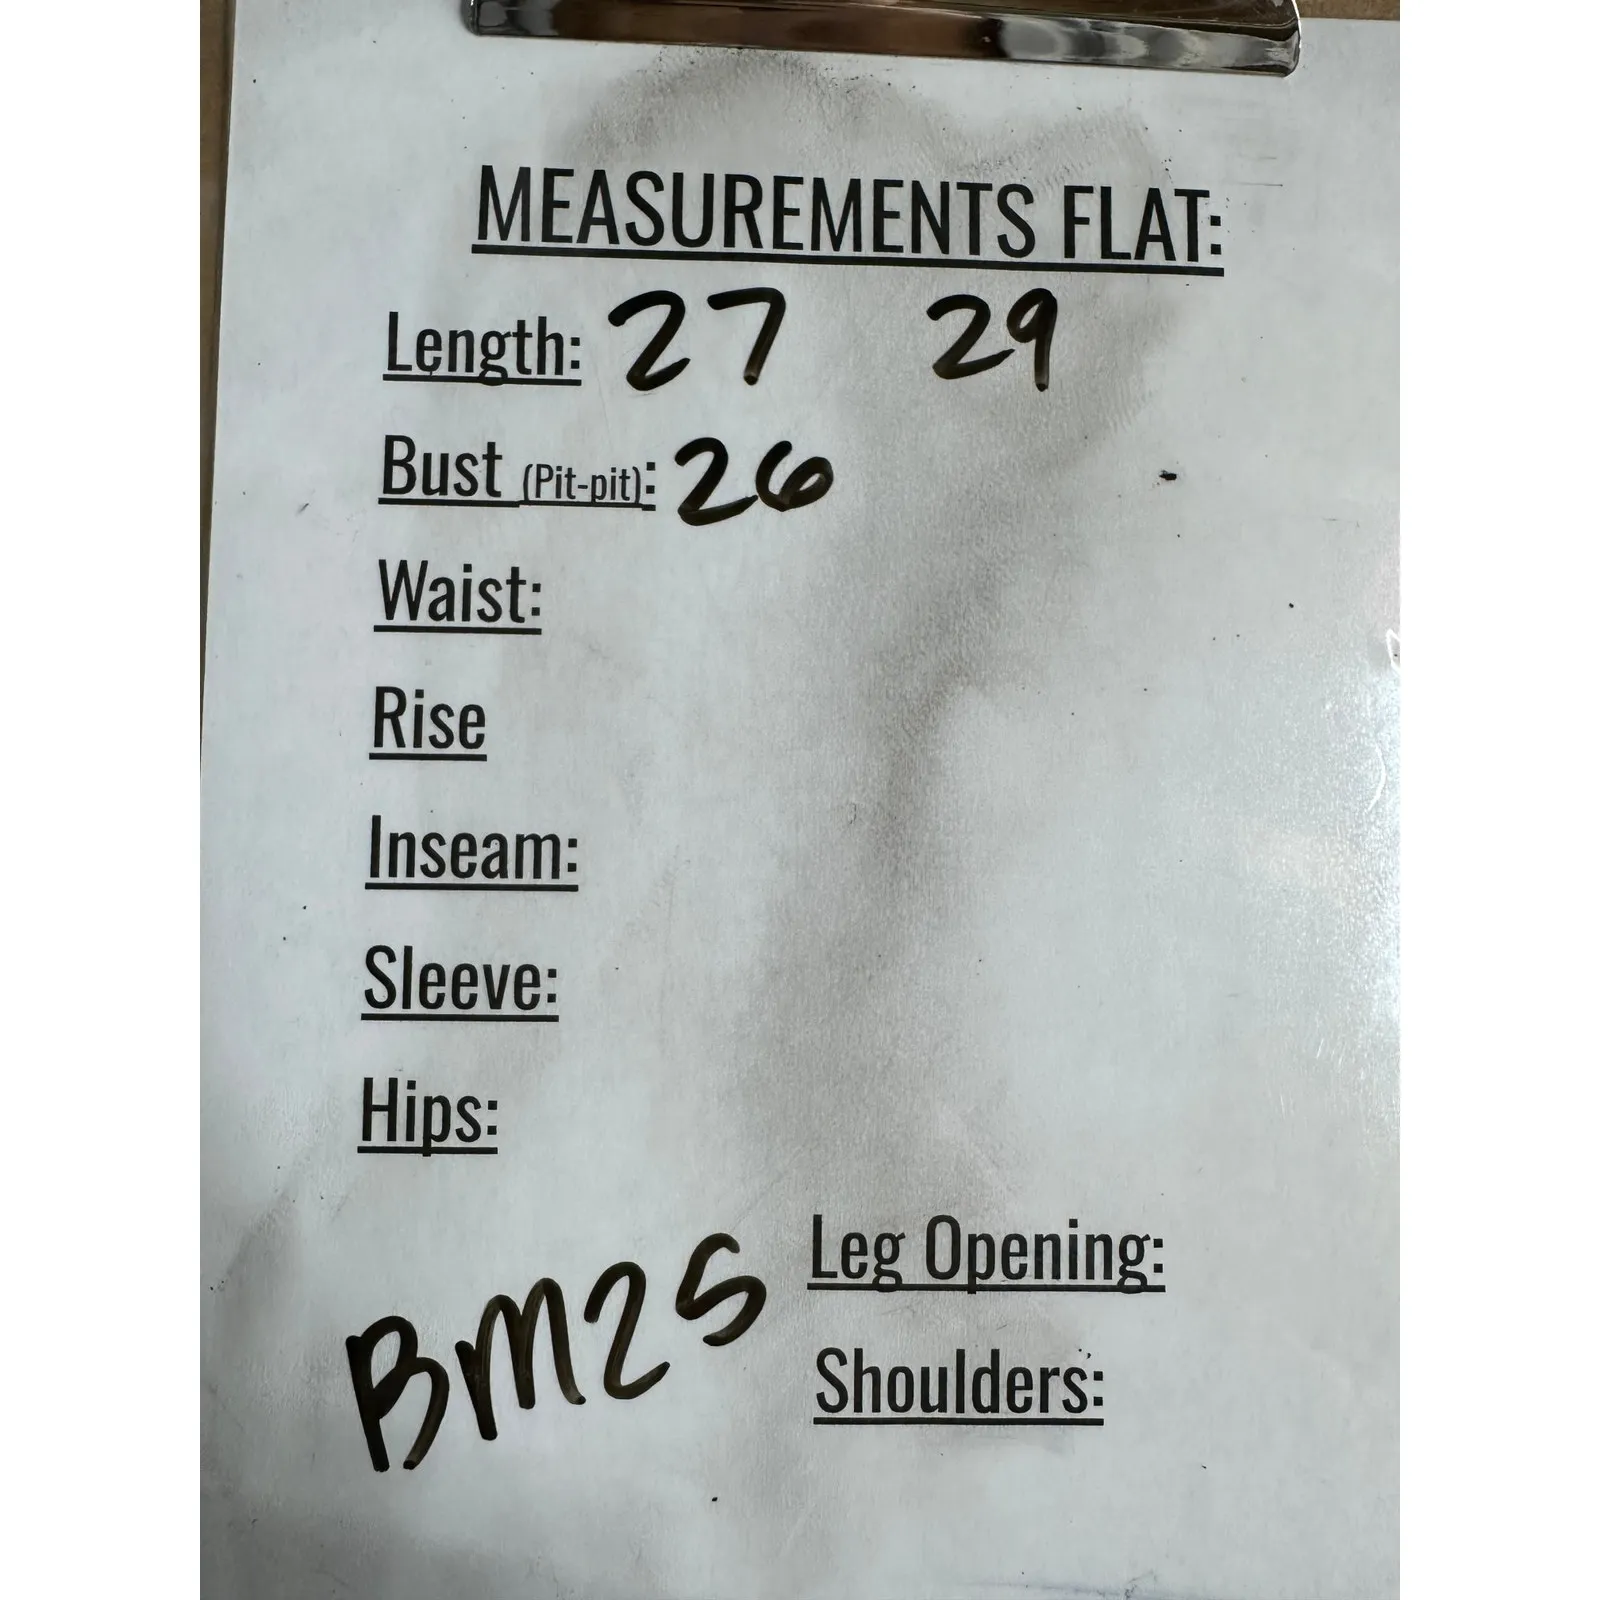 MEASUREMENTS FLAT:
Length: 27 29
Bust (Pit-pit): 26
Waist:
Rise
Inseam:
Sleeve:
Hips:
Leg Opening:
BM25
Shoulders: